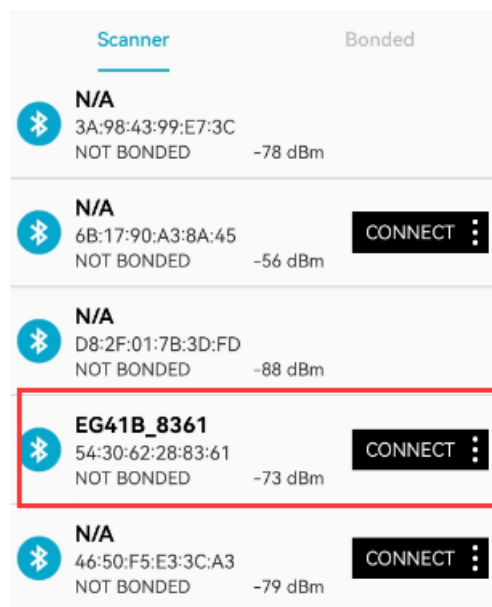 Scanner Bonded
N/A
3A:98:43:99:E7:3C
NOT BONDED -78 dBm
N/A
6B:17:90:A3:8A:45 CONNECT
NOT BONDED -56 dBm
N/A
D8:2F:01:7B:3D:FD
NOT BONDED -88 dBm
EG41B_8361
54:30:62:28:83:61 CONNECT
NOT BONDED -73 dBm
N/A
46:50:F5:E3:3C:A3 CONNECT
NOT BONDED -79 dBm